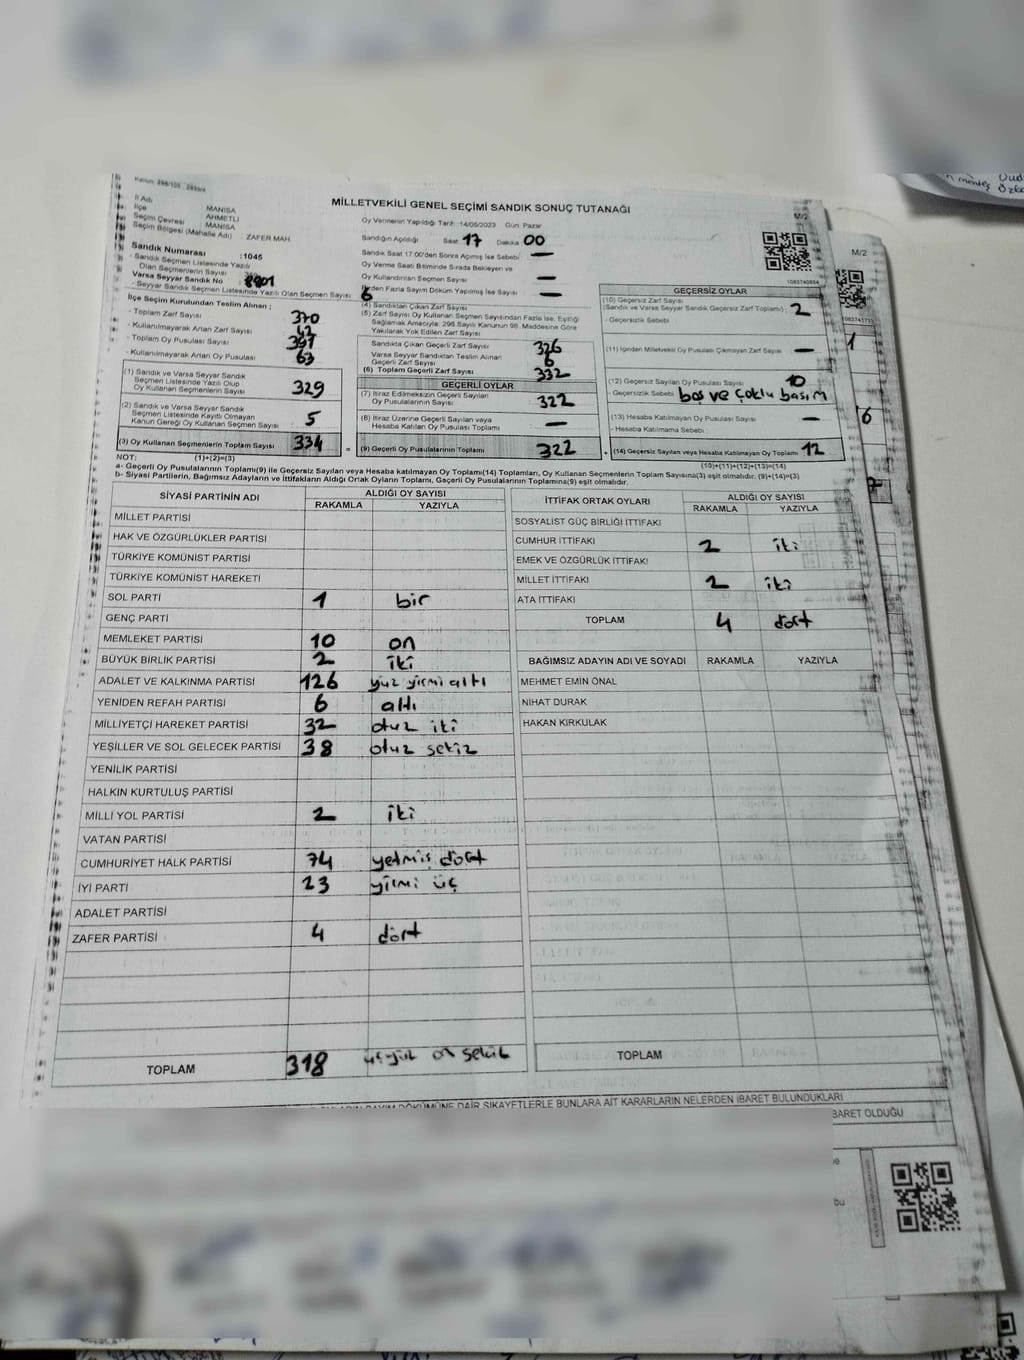 MİLLETVEKİLİ GENEL SEÇİMİ SANDIK SONUÇ TUTANAĞI
M/2
İl Adı MANİSA
İlçe AHMETLİ
Seçim Çevresi MANİSA
Seçim Bölgesi (Mahalle Adı) ZAFER MAH.
Sandık Numarası :1045
- Sandık Seçmen Listesinde Yazılı
Olan Seçmenlerin Sayısı
Varsa Seyyar Sandık No
- Seyyar Sandık Seçmen Listesinde Yazılı Olan Seçmen Sayısı: 6
Oy Vermenin Yapıldığı Tarih :14/05/2023 Gün: Pazar
Sandığın Açıldığı Saat 17 Dakika 00
Sandık Saat 17.00'den Sonra Açılmış İse Sebebi —
Oy Verme Saati Bitiminde Sırada Bekleyen ve
Oy Kullandırılan Seçmen Sayısı —
Birden Fazla Sayım Döküm Yapılmış İse Sayısı —
İlçe Seçim Kurulundan Teslim Alınan :
- Toplam Zarf Sayısı 370
- Kullanılmayarak Artan Zarf Sayısı
- Toplam Oy Pusulası Sayısı
- Kullanılmayarak Artan Oy Pusulası 63
(1) Sandık ve Varsa Seyyar Sandık
Seçmen Listesinde Yazılı Olup
Oy Kullanan Seçmenlerin Sayısı 329
(2) Sandık ve Varsa Seyyar Sandık
Seçmen Listesinde Kayıtlı Olmayan
Kanun Gereği Oy Kullanan Seçmen Sayısı 5
(3) Oy Kullanan Seçmenlerin Toplam Sayısı 334
(4) Sandıktan Çıkan Zarf Sayısı
(5) Zarf Sayısı Oy Kullanan Seçmen Sayısından Fazla İse, Eşitliği
Sağlamak Amacıyla; 298 Sayılı Kanunun 98. Maddesine Göre
Yakılarak Yok Edilen Zarf Sayısı
Sandıkta Çıkan Geçerli Zarf Sayısı 326
Varsa Seyyar Sandıktan Teslim Alınan
Geçerli Zarf Sayısı 6
(6) Toplam Geçerli Zarf Sayısı 332
GEÇERLİ OYLAR
(7) İtiraz Edilmeksizin Geçerli Sayılan
Oy Pusulalarının Sayısı 322
(8) İtiraz Üzerine Geçerli Sayılan veya
Hesaba Katılan Oy Pusulası Toplamı —
(9) Geçerli Oy Pusulalarının Toplamı 322
GEÇERSİZ OYLAR
(10) Geçersiz Zarf Sayısı
(Sandık ve Varsa Seyyar Sandık Geçersiz Zarf Toplamı) : 2
- Geçersizlik Sebebi
(11) İçinden Milletvekili Oy Pusulası Çıkmayan Zarf Sayısı —
(12) Geçersiz Sayılan Oy Pusulası Sayısı 10
- Geçersizlik Sebebi boş ve çoklu basım
(13) Hesaba Katılmayan Oy Pusulası Sayısı —
- Hesaba Katılmama Sebebi
(14) Geçersiz Sayılan veya Hesaba Katılmayan Oy Toplamı 12
NOT: (1)+(2)=(3) (10)+(11)+(12)+(13)=(14)
a- Geçerli Oy Pusulalarının Toplamı(9) ile Geçersiz Sayılan veya Hesaba katılmayan Oy Toplamı(14) Toplamları, Oy Kullanan Seçmenlerin Toplam Sayısına(3) eşit olmalıdır. (9)+(14)=(3)
b- Siyasi Partilerin, Bağımsız Adayların ve İttifakların Aldığı Ortak Oyların Toplamı, Geçerli Oy Pusulalarının Toplamına(9) eşit olmalıdır.
SİYASİ PARTİNİN ADI ALDIĞI OY SAYISI
RAKAMLA YAZIYLA
MİLLET PARTİSİ
HAK VE ÖZGÜRLÜKLER PARTİSİ
TÜRKİYE KOMÜNİST PARTİSİ
TÜRKİYE KOMÜNİST HAREKETİ
SOL PARTİ 1 bir
GENÇ PARTİ
MEMLEKET PARTİSİ 10 on
BÜYÜK BİRLİK PARTİSİ 2 iki
ADALET VE KALKINMA PARTİSİ 126 yüz yirmi altı
YENİDEN REFAH PARTİSİ 6 altı
MİLLİYETÇİ HAREKET PARTİSİ 32 otuz iki
YEŞİLLER VE SOL GELECEK PARTİSİ 38 otuz sekiz
YENİLİK PARTİSİ
HALKIN KURTULUŞ PARTİSİ
MİLLİ YOL PARTİSİ 2 iki
VATAN PARTİSİ
CUMHURİYET HALK PARTİSİ 74 yetmiş dört
İYİ PARTİ 23 yirmi üç
ADALET PARTİSİ
ZAFER PARTİSİ 4 dört
TOPLAM 318 üçyüz on sekiz
İTTİFAK ORTAK OYLARI ALDIĞI OY SAYISI
RAKAMLA YAZIYLA
SOSYALİST GÜÇ BİRLİĞİ İTTİFAKI
CUMHUR İTTİFAKI 2 iki
EMEK VE ÖZGÜRLÜK İTTİFAKI
MİLLET İTTİFAKI 2 iki
ATA İTTİFAKI
TOPLAM 4 dört
BAĞIMSIZ ADAYIN ADI VE SOYADI RAKAMLA YAZIYLA
MEHMET EMİN ÖNAL
NİHAT DURAK
HAKAN KIRKULAK
TOPLAM
SAYIM DÖKÜMÜNE DAİR ŞİKAYETLERLE BUNLARA AİT KARARLARIN NELERDEN İBARET BULUNDUKLARI
İBARET OLDUĞU
M/2